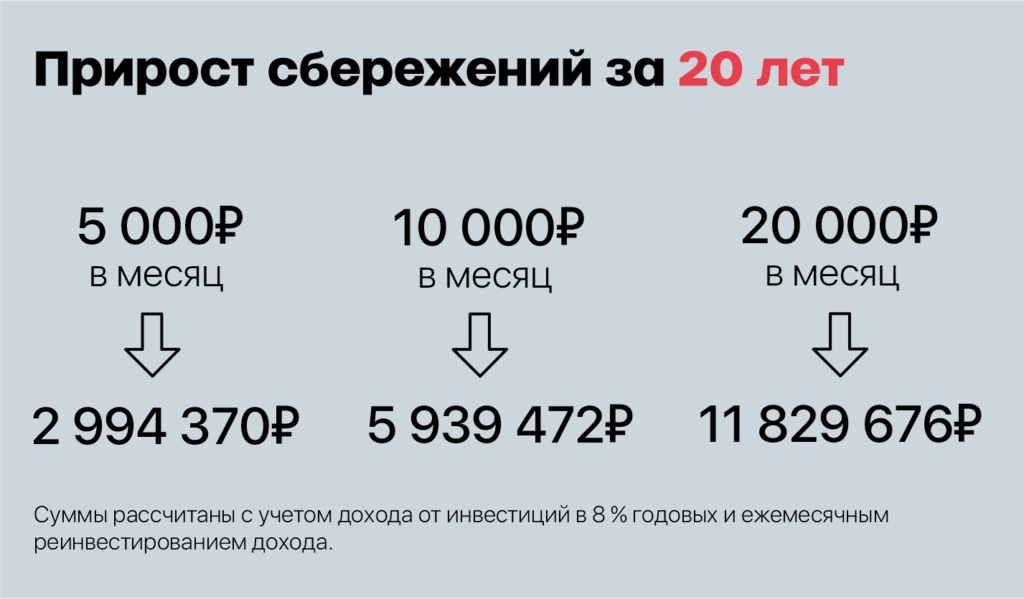 Прирост сбережений за 20 лет
5 000₽ 10 000₽ 20 000₽
в месяц в месяц в месяц
2 994 370₽ 5 939 472₽ 11 829 676₽
Суммы рассчитаны с учетом дохода от инвестиций в 8 % годовых и ежемесячным
реинвестированием дохода.